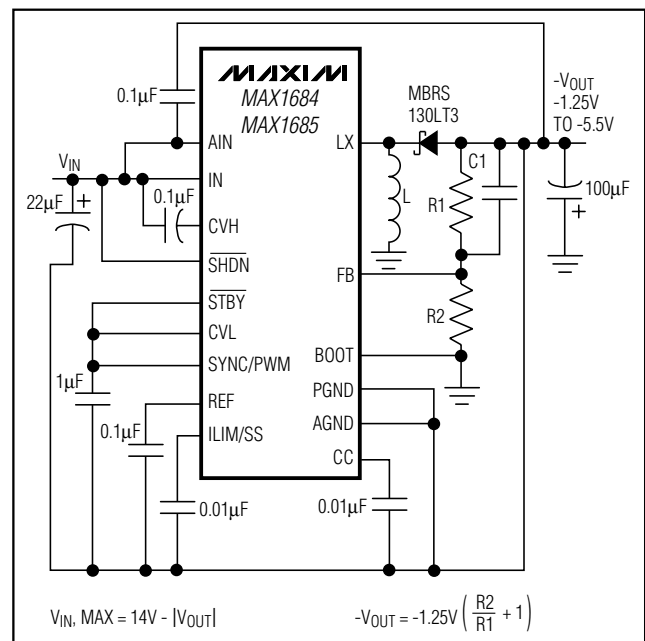 MAXIM
MAX1684
MAX1685
0.1μF
MBRS
130LT3
-VOUT
-1.25V
TO -5.5V
AIN
LX
VIN
IN
C1
0.1μF
L
R1
100μF
22μF
+
CVH
+
SHDN
FB
STBY
R2
CVL
BOOT
SYNC/PWM
1μF
PGND
REF
AGND
0.1μF
ILIM/SS
CC
0.01μF
0.01μF
VIN, MAX = 14V - |VOUT|
-VOUT = -1.25V ( R2/R1 + 1 )